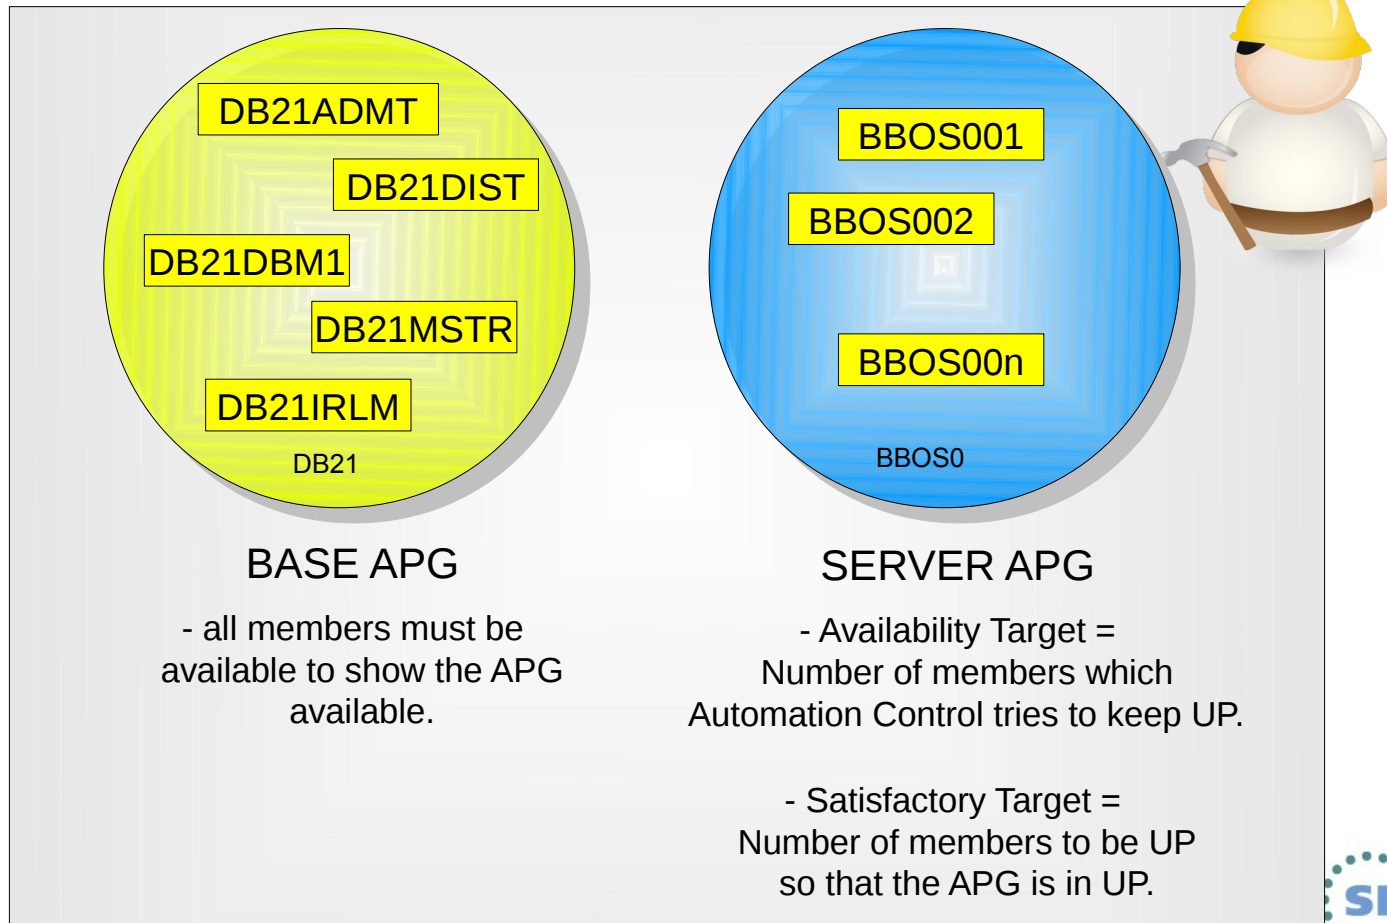 DB21ADMT
DB21DIST
DB21DBM1
DB21MSTR
DB21IRLM
DB21
BASE APG
- all members must be
available to show the APG
available.
BBOS001
BBOS002
BBOS00n
BBOS0
SERVER APG
- Availability Target =
Number of members which
Automation Control tries to keep UP.
- Satisfactory Target =
Number of members to be UP
so that the APG is in UP.